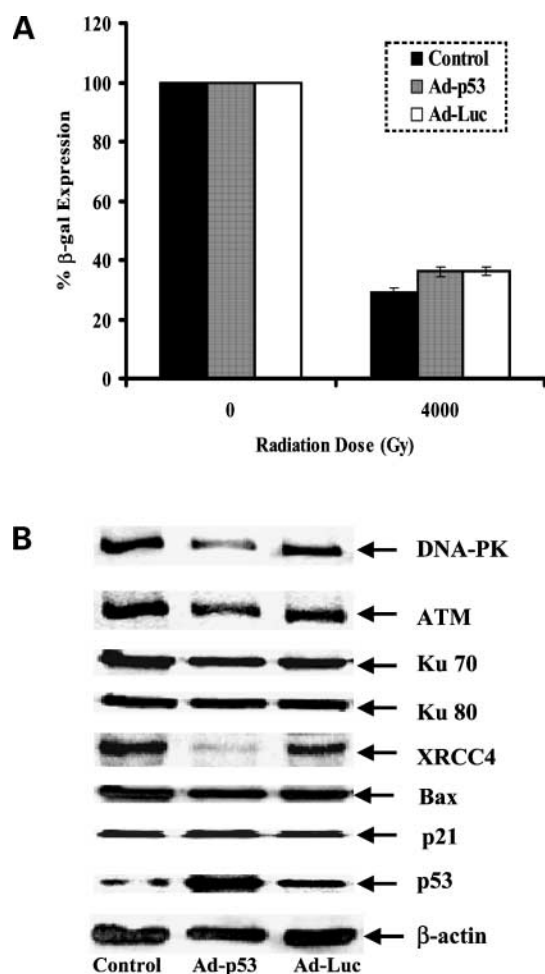 A
120
100
80
60
40
20
0
% β-gal Expression
Control
Ad-p53
Ad-Luc
0
4000
Radiation Dose (Gy)
B
DNA-PK
ATM
Ku 70
Ku 80
XRCC4
Bax
p21
p53
β-actin
Control Ad-p53 Ad-Luc